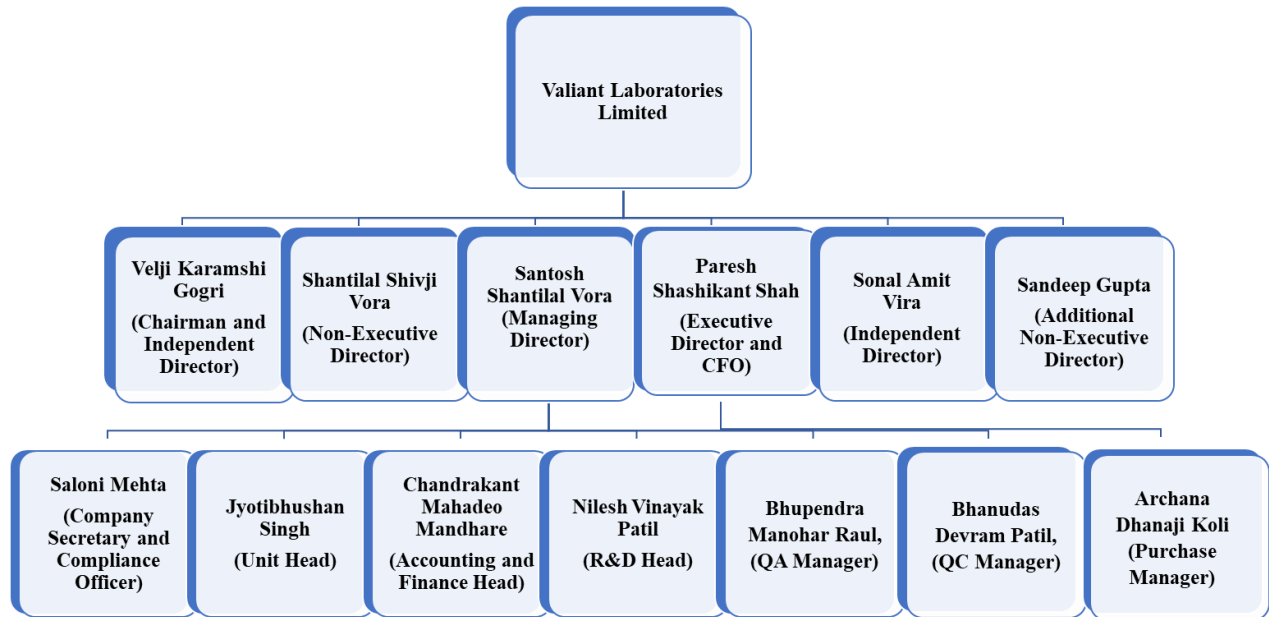 Valiant Laboratories
Limited
Velji Karamshi
Gogri
(Chairman and
Independent
Director)
Shantilal Shivji
Vora
(Non-Executive
Director)
Santosh
Shantilal Vora
(Managing
Director)
Paresh
Shashikant Shah
(Executive
Director and
CFO)
Sonal Amit
Vira
(Independent
Director)
Sandeep Gupta
(Additional
Non-Executive
Director)
Saloni Mehta
(Company
Secretary and
Compliance
Officer)
Jyotibhushan
Singh
(Unit Head)
Chandrakant
Mahadeo
Mandhare
(Accounting and
Finance Head)
Nilesh Vinayak
Patil
(R&D Head)
Bhupendra
Manohar Raul,
(QA Manager)
Bhanudas
Devram Patil,
(QC Manager)
Archana
Dhanaji Koli
(Purchase
Manager)